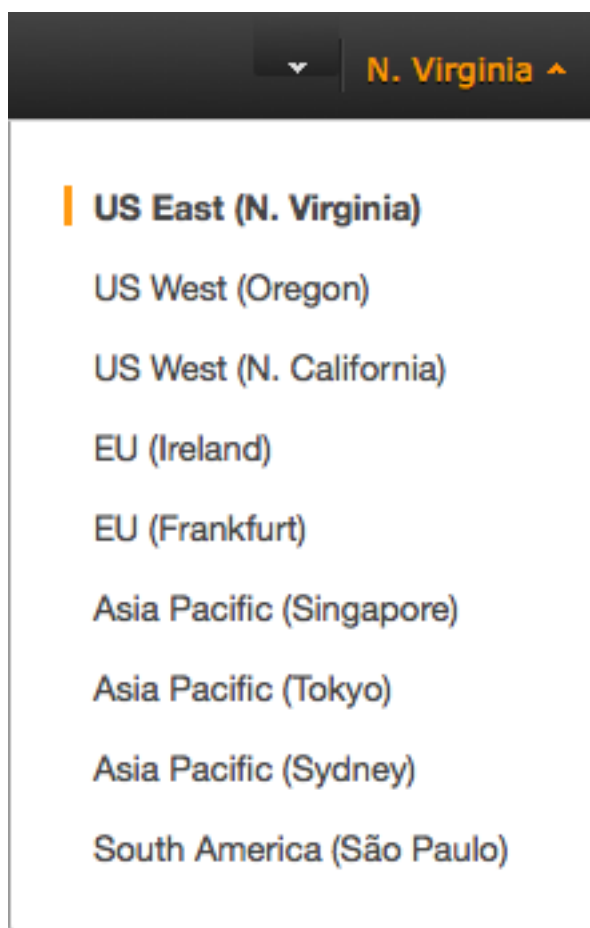 N. Virginia
US East (N. Virginia)
US West (Oregon)
US West (N. California)
EU (Ireland)
EU (Frankfurt)
Asia Pacific (Singapore)
Asia Pacific (Tokyo)
Asia Pacific (Sydney)
South America (São Paulo)